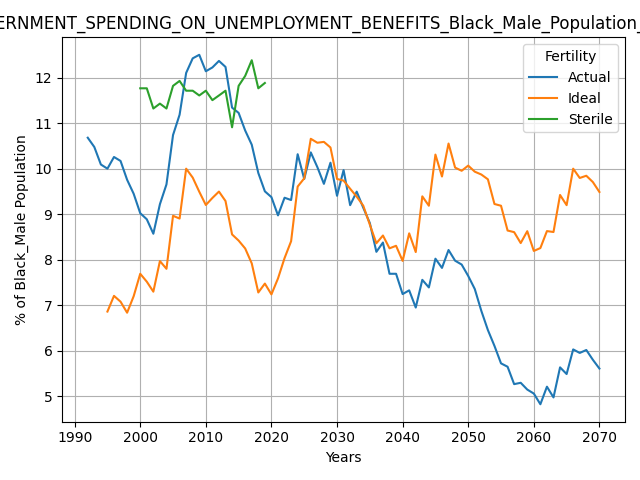 ERNMENT_SPENDING_ON_UNEMPLOYMENT_BENEFITS_Black_Male_Population_
Fertility
Actual
Ideal
Sterile
% of Black_Male Population
12
11
10
9
8
7
6
5
1990 2000 2010 2020 2030 2040 2050 2060 2070
Years